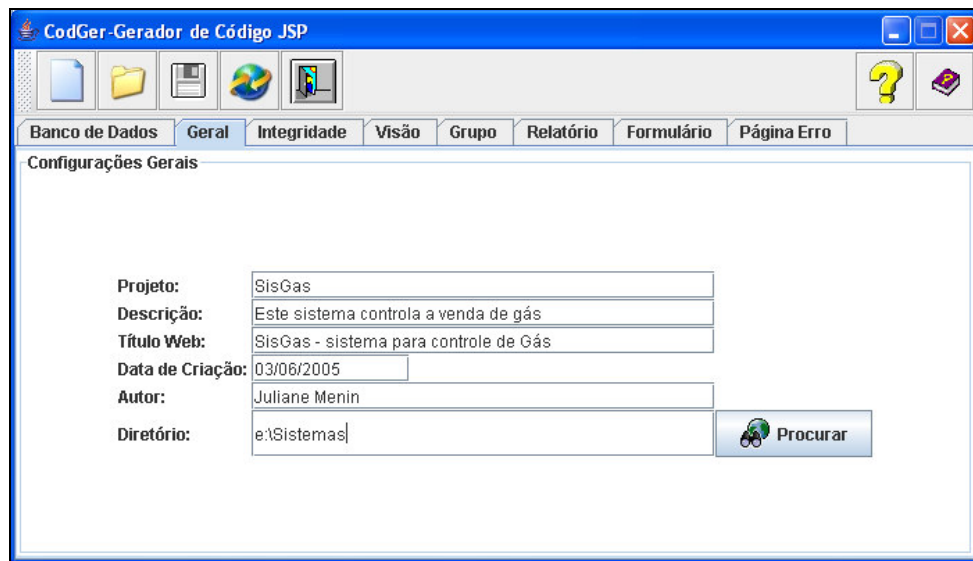 CodGer-Gerador de Código JSP
Banco de Dados Geral Integridade Visão Grupo Relatório Formulário Página Erro
Configurações Gerais
Projeto: SisGas
Descrição: Este sistema controla a venda de gás
Título Web: SisGas - sistema para controle de Gás
Data de Criação: 03/06/2005
Autor: Juliane Menin
Diretório: e:\Sistemas Procurar